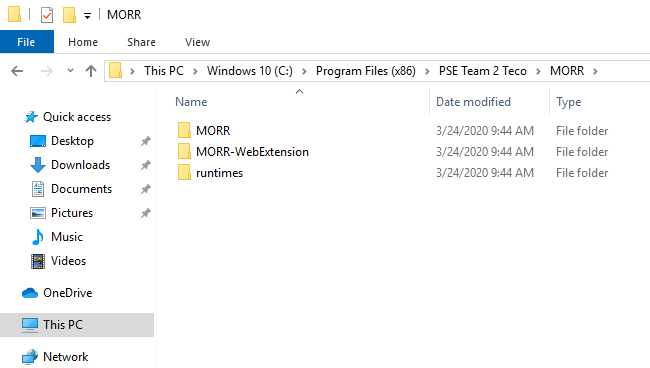 MORR
File Home Share View
This PC Windows 10 (C:) Program Files (x86) PSE Team 2 Teco MORR
Name Date modified Type
Quick access
Desktop
Downloads
Documents
Pictures
Music
Videos
OneDrive
This PC
Network
MORR 3/24/2020 9:44 AM File folder
MORR-WebExtension 3/24/2020 9:44 AM File folder
runtimes 3/24/2020 9:44 AM File folder